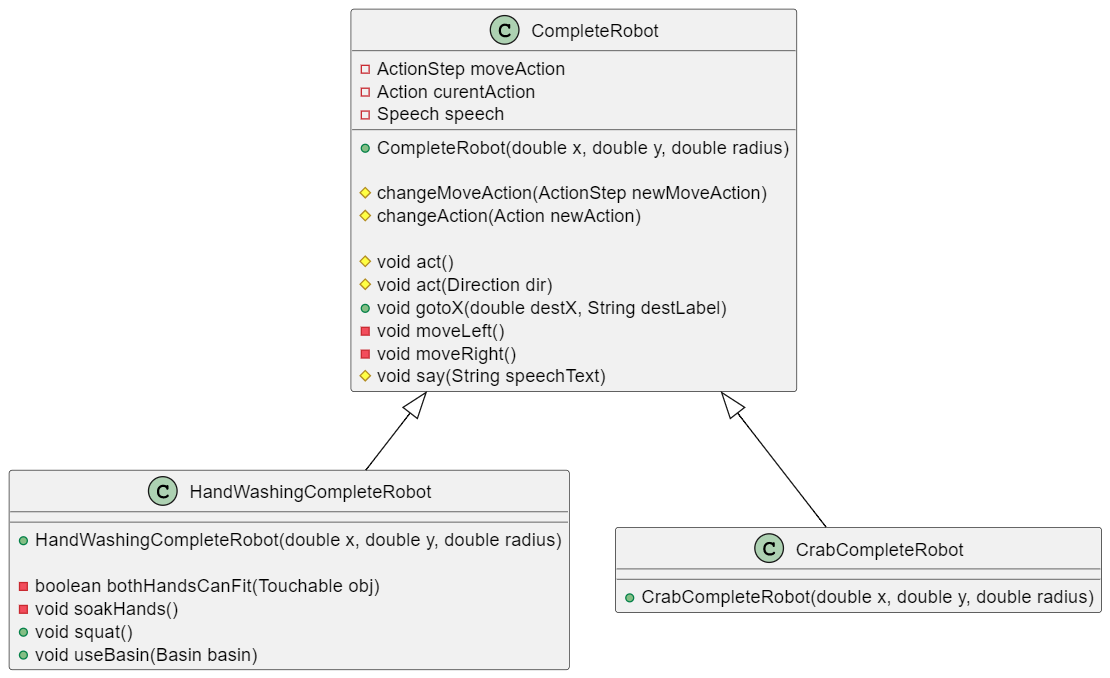 C CompleteRobot
ActionStep moveAction
Action curentAction
Speech speech
CompleteRobot(double x, double y, double radius)
changeMoveAction(ActionStep newMoveAction)
changeAction(Action newAction)
void act()
void act(Direction dir)
void gotoX(double destX, String destLabel)
void moveLeft()
void moveRight()
void say(String speechText)
C HandWashingCompleteRobot
HandWashingCompleteRobot(double x, double y, double radius)
boolean bothHandsCanFit(Touchable obj)
void soakHands()
void squat()
void useBasin(Basin basin)
C CrabCompleteRobot
CrabCompleteRobot(double x, double y, double radius)